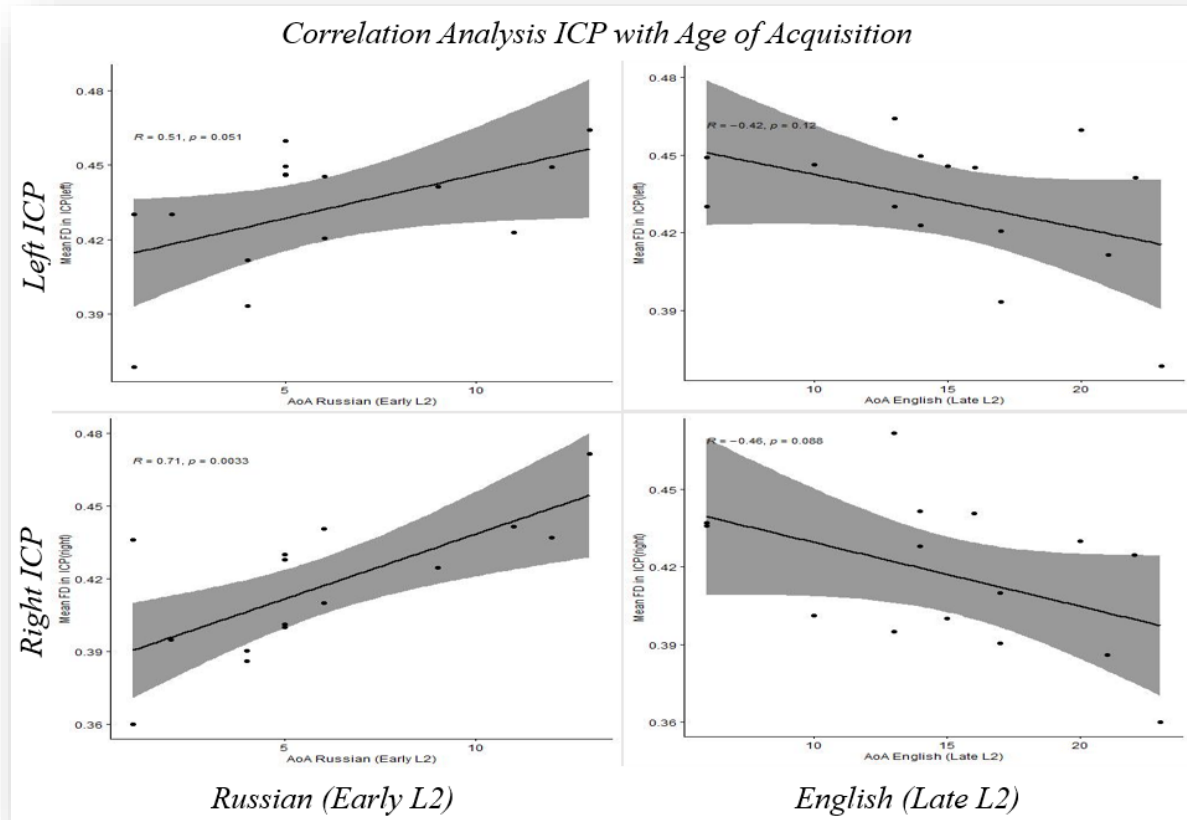 Correlation Analysis ICP with Age of Acquisition
Left ICP
Mean FD in ICP(left)
0.48
0.45
0.42
0.39
R = 0.51, p = 0.051
5
10
AoA Russian (Early L2)
Mean FD in ICP(left)
0.48
0.45
0.42
0.39
R = −0.42, p = 0.12
10
15
20
AoA English (Late L2)
Right ICP
Mean FD in ICP(right)
0.48
0.45
0.42
0.39
0.36
R = 0.71, p = 0.0033
5
10
AoA Russian (Early L2)
Mean FD in ICP(right)
0.45
0.42
0.39
0.36
R = −0.46, p = 0.088
10
15
20
AoA English (Late L2)
Russian (Early L2)
English (Late L2)